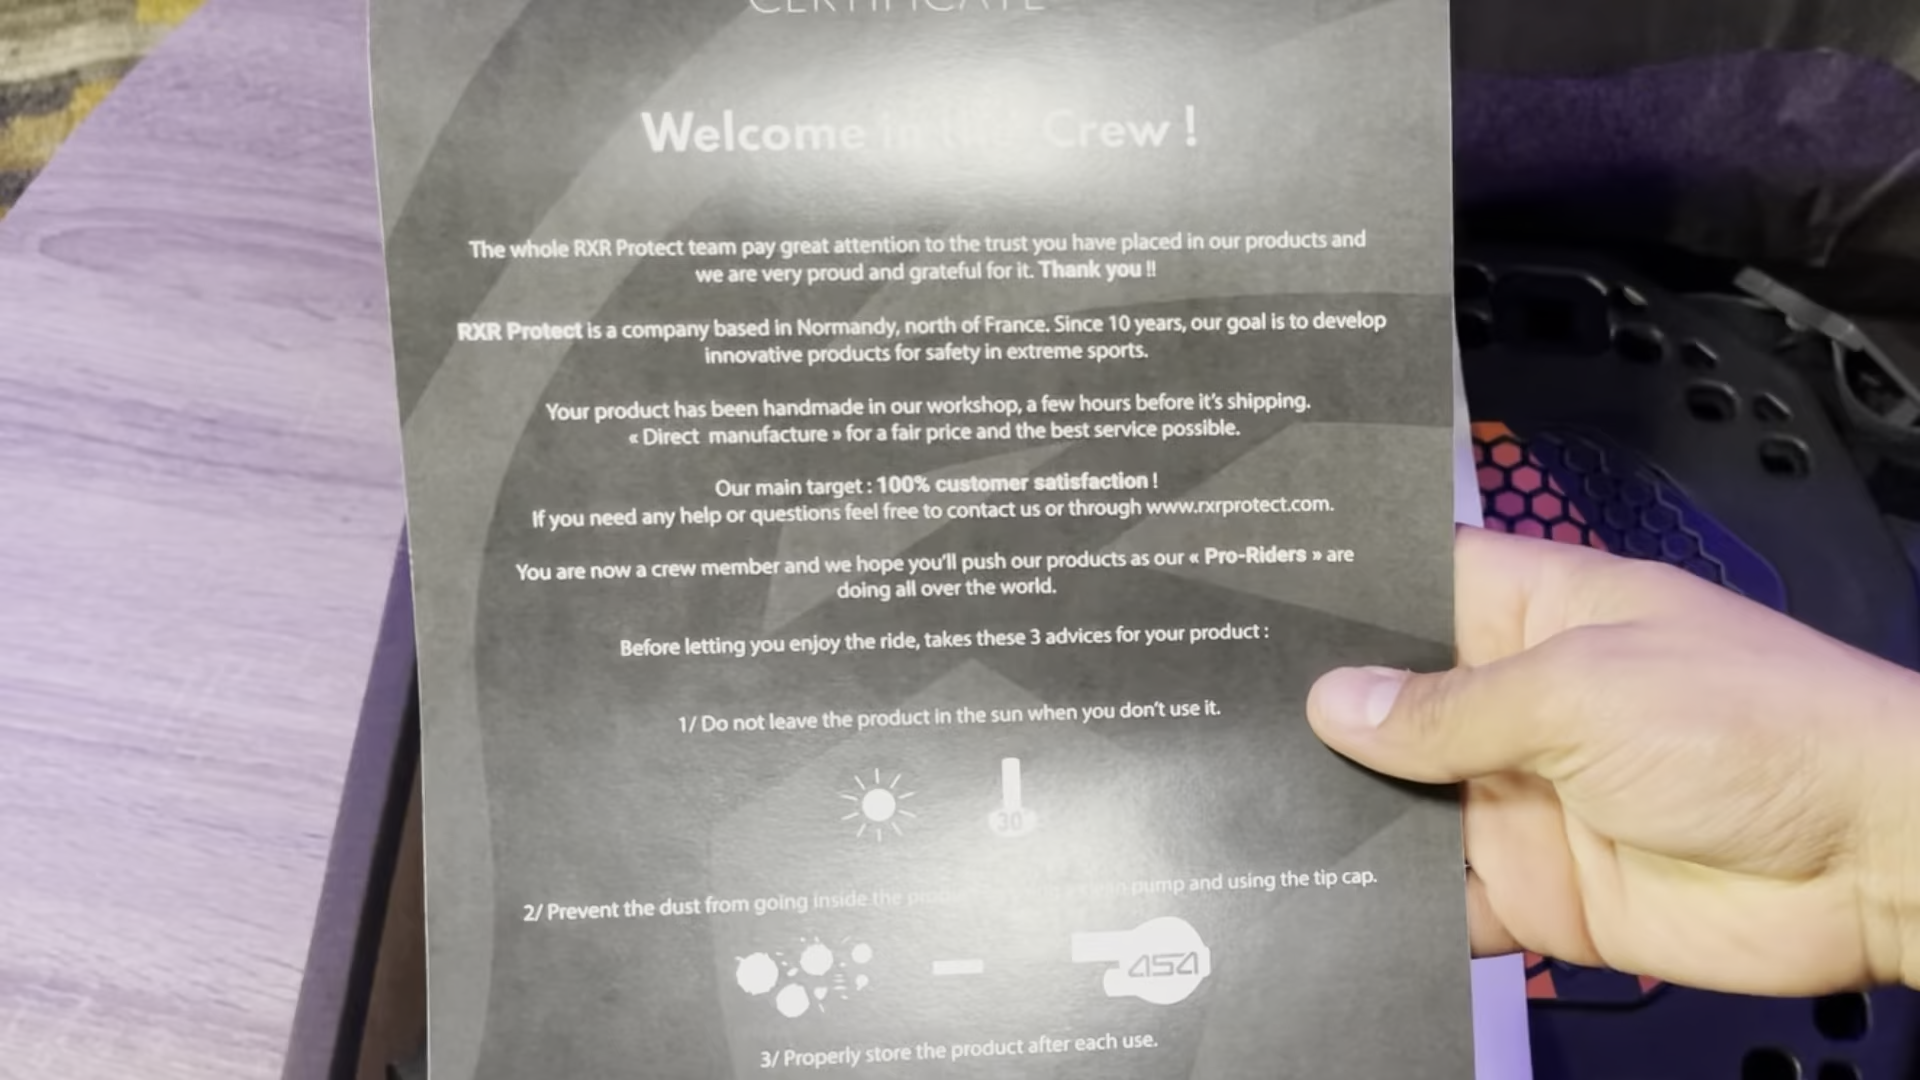 CERTIFICATE
Welcome in the Crew !
The whole RXR Protect team pay great attention to the trust you have placed in our products and
we are very proud and grateful for it. Thank you !!
RXR Protect is a company based in Normandy, north of France. Since 10 years, our goal is to develop
innovative products for safety in extreme sports.
Your product has been handmade in our workshop, a few hours before it's shipping.
« Direct manufacture » for a fair price and the best service possible.
Our main target : 100% customer satisfaction !
If you need any help or questions feel free to contact us or through www.rxrprotect.com.
You are now a crew member and we hope you'll push our products as our « Pro-Riders » are
doing all over the world.
Before letting you enjoy the ride, takes these 3 advices for your product :
1/ Do not leave the product in the sun when you don't use it.
30°
2/ Prevent the dust from going inside the pump and using the tip cap.
3/ Properly store the product after each use.